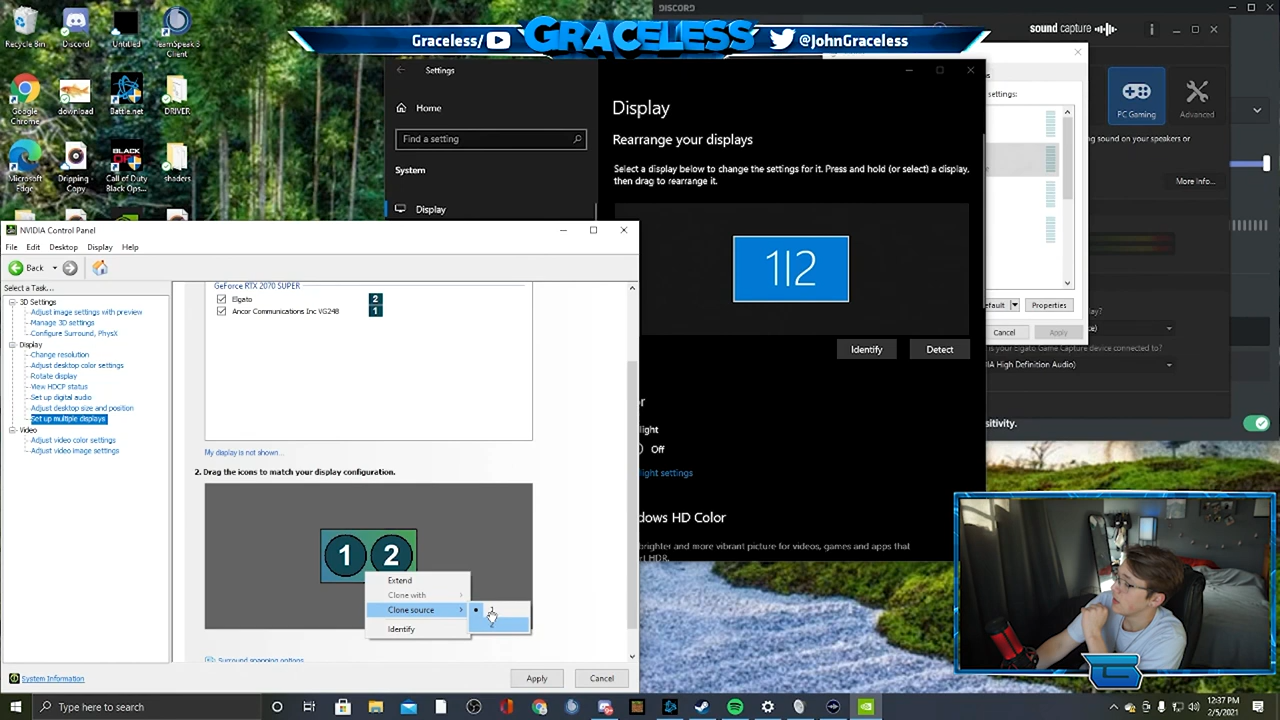 DISCORD
Graceless/
GRACELESS
@JohnGraceless
sound capture
Recycle Bin
Discord
Untitled
TeamSpeak 3
Client
Google
Chrome
download
Battle.net
DRIVER
Microsoft
Edge
Dripping
Copy
BLACK
OPS
Call of Duty
Black Ops...
shaders
Settings
Home
Find a setting
System
Display
Display
Rearrange your displays
Select a display below to change the settings for it. Press and hold (or select) a display,
then drag to rearrange it.
1|2
Identify
Detect
light
Off
light settings
dows HD Color
brighter and more vibrant picture for videos, games and apps that
settings:
Properties
Cancel
Apply
PC Gaming
Advanced
ing sound on your speakers or
More Info...
is your Elgato Game Capture device connected to?
IA High Definition Audio)
sitivity.
NVIDIA Control Panel
File
Edit
Desktop
Display
Help
Back
Select a Task...
3D Settings
Adjust image settings with preview
Manage 3D settings
Configure Surround, PhysX
Display
Change resolution
Adjust desktop color settings
Rotate display
View HDCP status
Set up digital audio
Adjust desktop size and position
Set up multiple displays
Video
Adjust video color settings
Adjust video image settings
GeForce RTX 2070 SUPER
Elgato
2
Ancor Communications Inc VG248
1
My display is not shown...
2. Drag the icons to match your display configuration.
1
2
Extend
Clone with
Clone source
Identify
Surround spanning options
System Information
Apply
Cancel
Type here to search
12:37 PM
2/5/2021